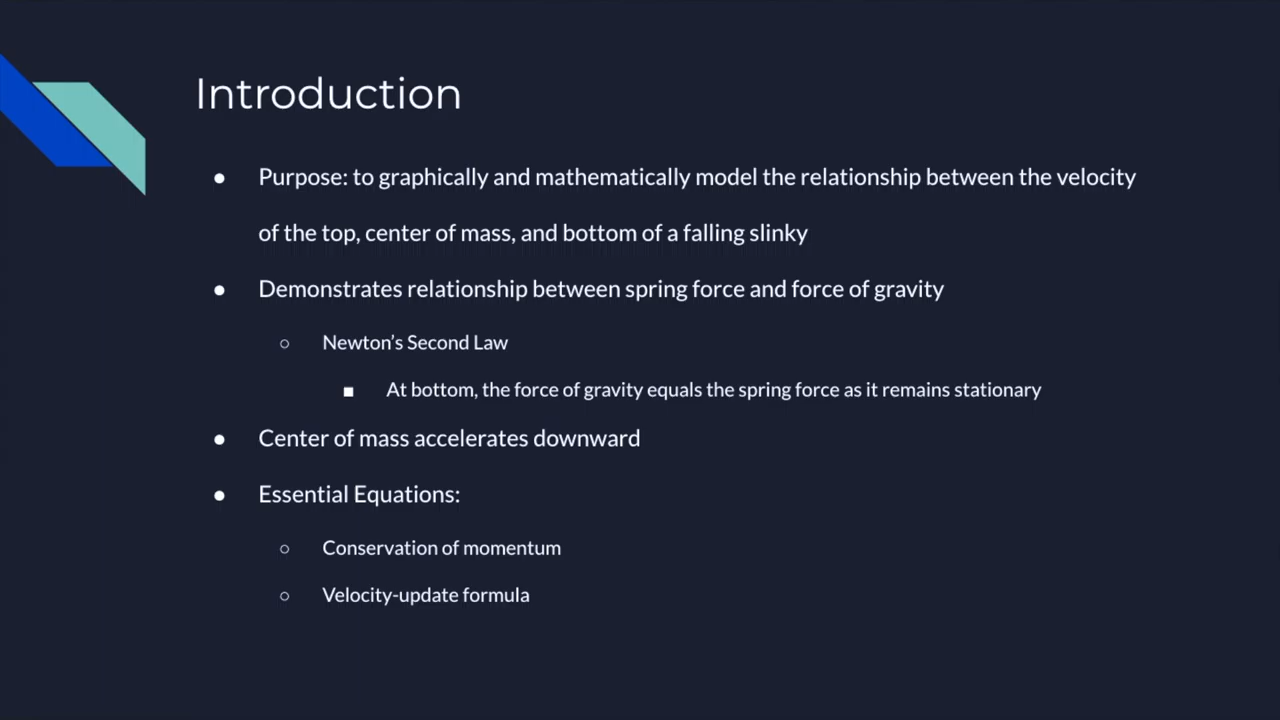 Introduction
● Purpose: to graphically and mathematically model the relationship between the velocity
of the top, center of mass, and bottom of a falling slinky
● Demonstrates relationship between spring force and force of gravity
○ Newton’s Second Law
■ At bottom, the force of gravity equals the spring force as it remains stationary
● Center of mass accelerates downward
● Essential Equations:
○ Conservation of momentum
○ Velocity-update formula